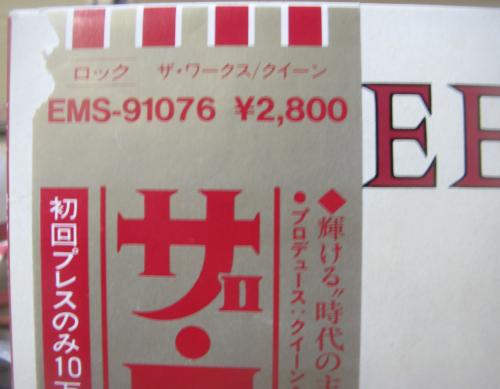 ロック ザ・ワークス/クイーン
EMS-91076 ¥2,800
EE
◆輝ける"時代の
●プロデュース:クイーン
ザ・
初回プレスのみ10万